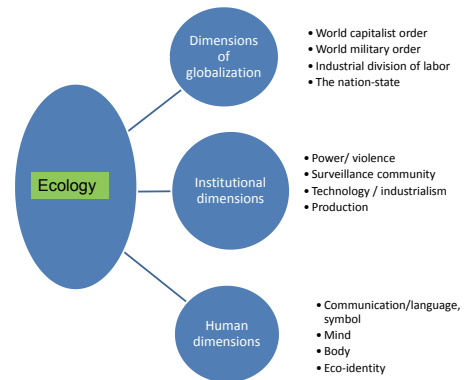 Dimensions
of
globalization
• World capitalist order
• World military order
• Industrial division of labor
• The nation-state
Ecology
Institutional
dimensions
• Power/ violence
• Surveillance community
• Technology / industrialism
• Production
Human
dimensions
• Communication/language,
symbol
• Mind
• Body
• Eco-identity